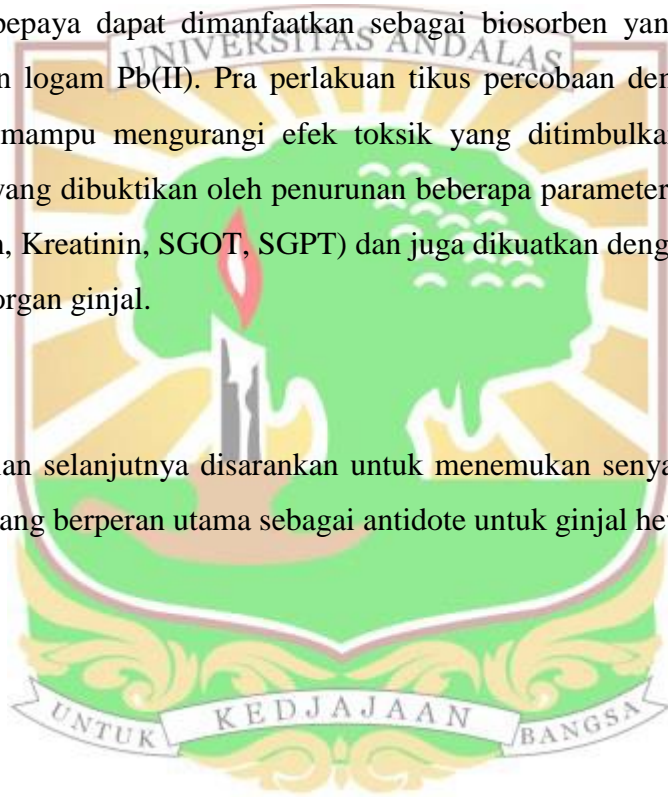 pepaya dapat dimanfaatkan sebagai biosorben yan
UNIVERSITAS ANDALAS
n logam Pb(II). Pra perlakuan tikus percobaan den
mampu mengurangi efek toksik yang ditimbulka
yang dibuktikan oleh penurunan beberapa parameter
n, Kreatinin, SGOT, SGPT) dan juga dikuatkan deng
organ ginjal.
an selanjutnya disarankan untuk menemukan senya
ang berperan utama sebagai antidote untuk ginjal he
UNTUK KEDJAJAAN BANGSA